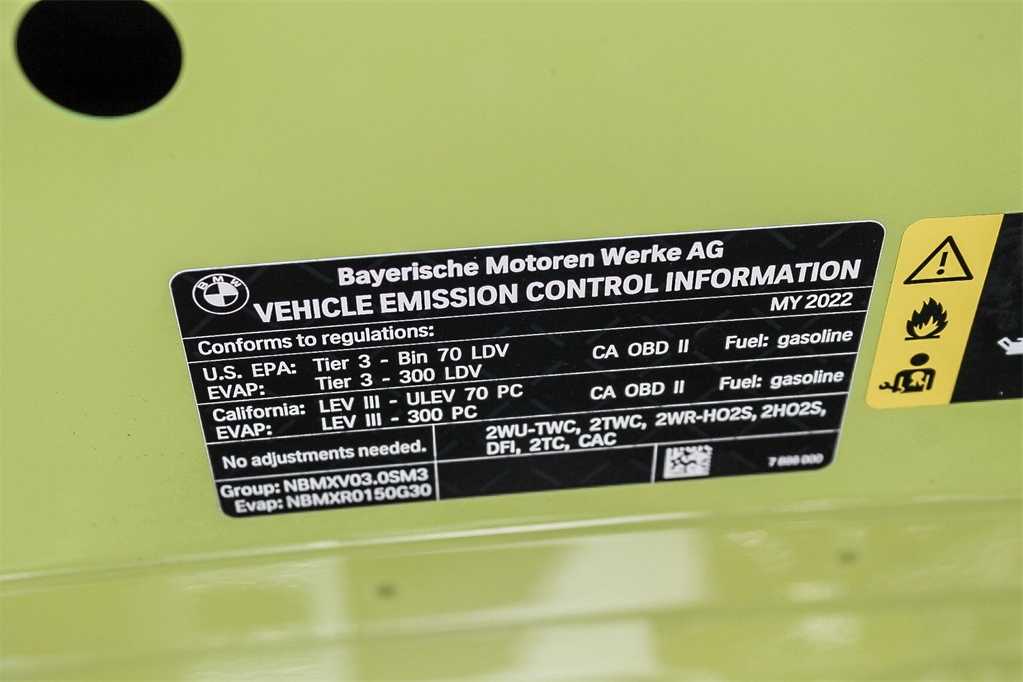 BMW
Bayerische Motoren Werke AG
VEHICLE EMISSION CONTROL INFORMATION
MY 2022
Conforms to regulations:
U.S. EPA: Tier 3 - Bin 70 LDV CA OBD II Fuel: gasoline
EVAP: Tier 3 - 300 LDV
California: LEV III - ULEV 70 PC CA OBD II Fuel: gasoline
EVAP: LEV III - 300 PC
No adjustments needed.
2WU-TWC, 2TWC, 2WR-HO2S, 2HO2S,
DFI, 2TC, CAC
Group: NBMXV03.0SM3
Evap: NBMXR0150G30